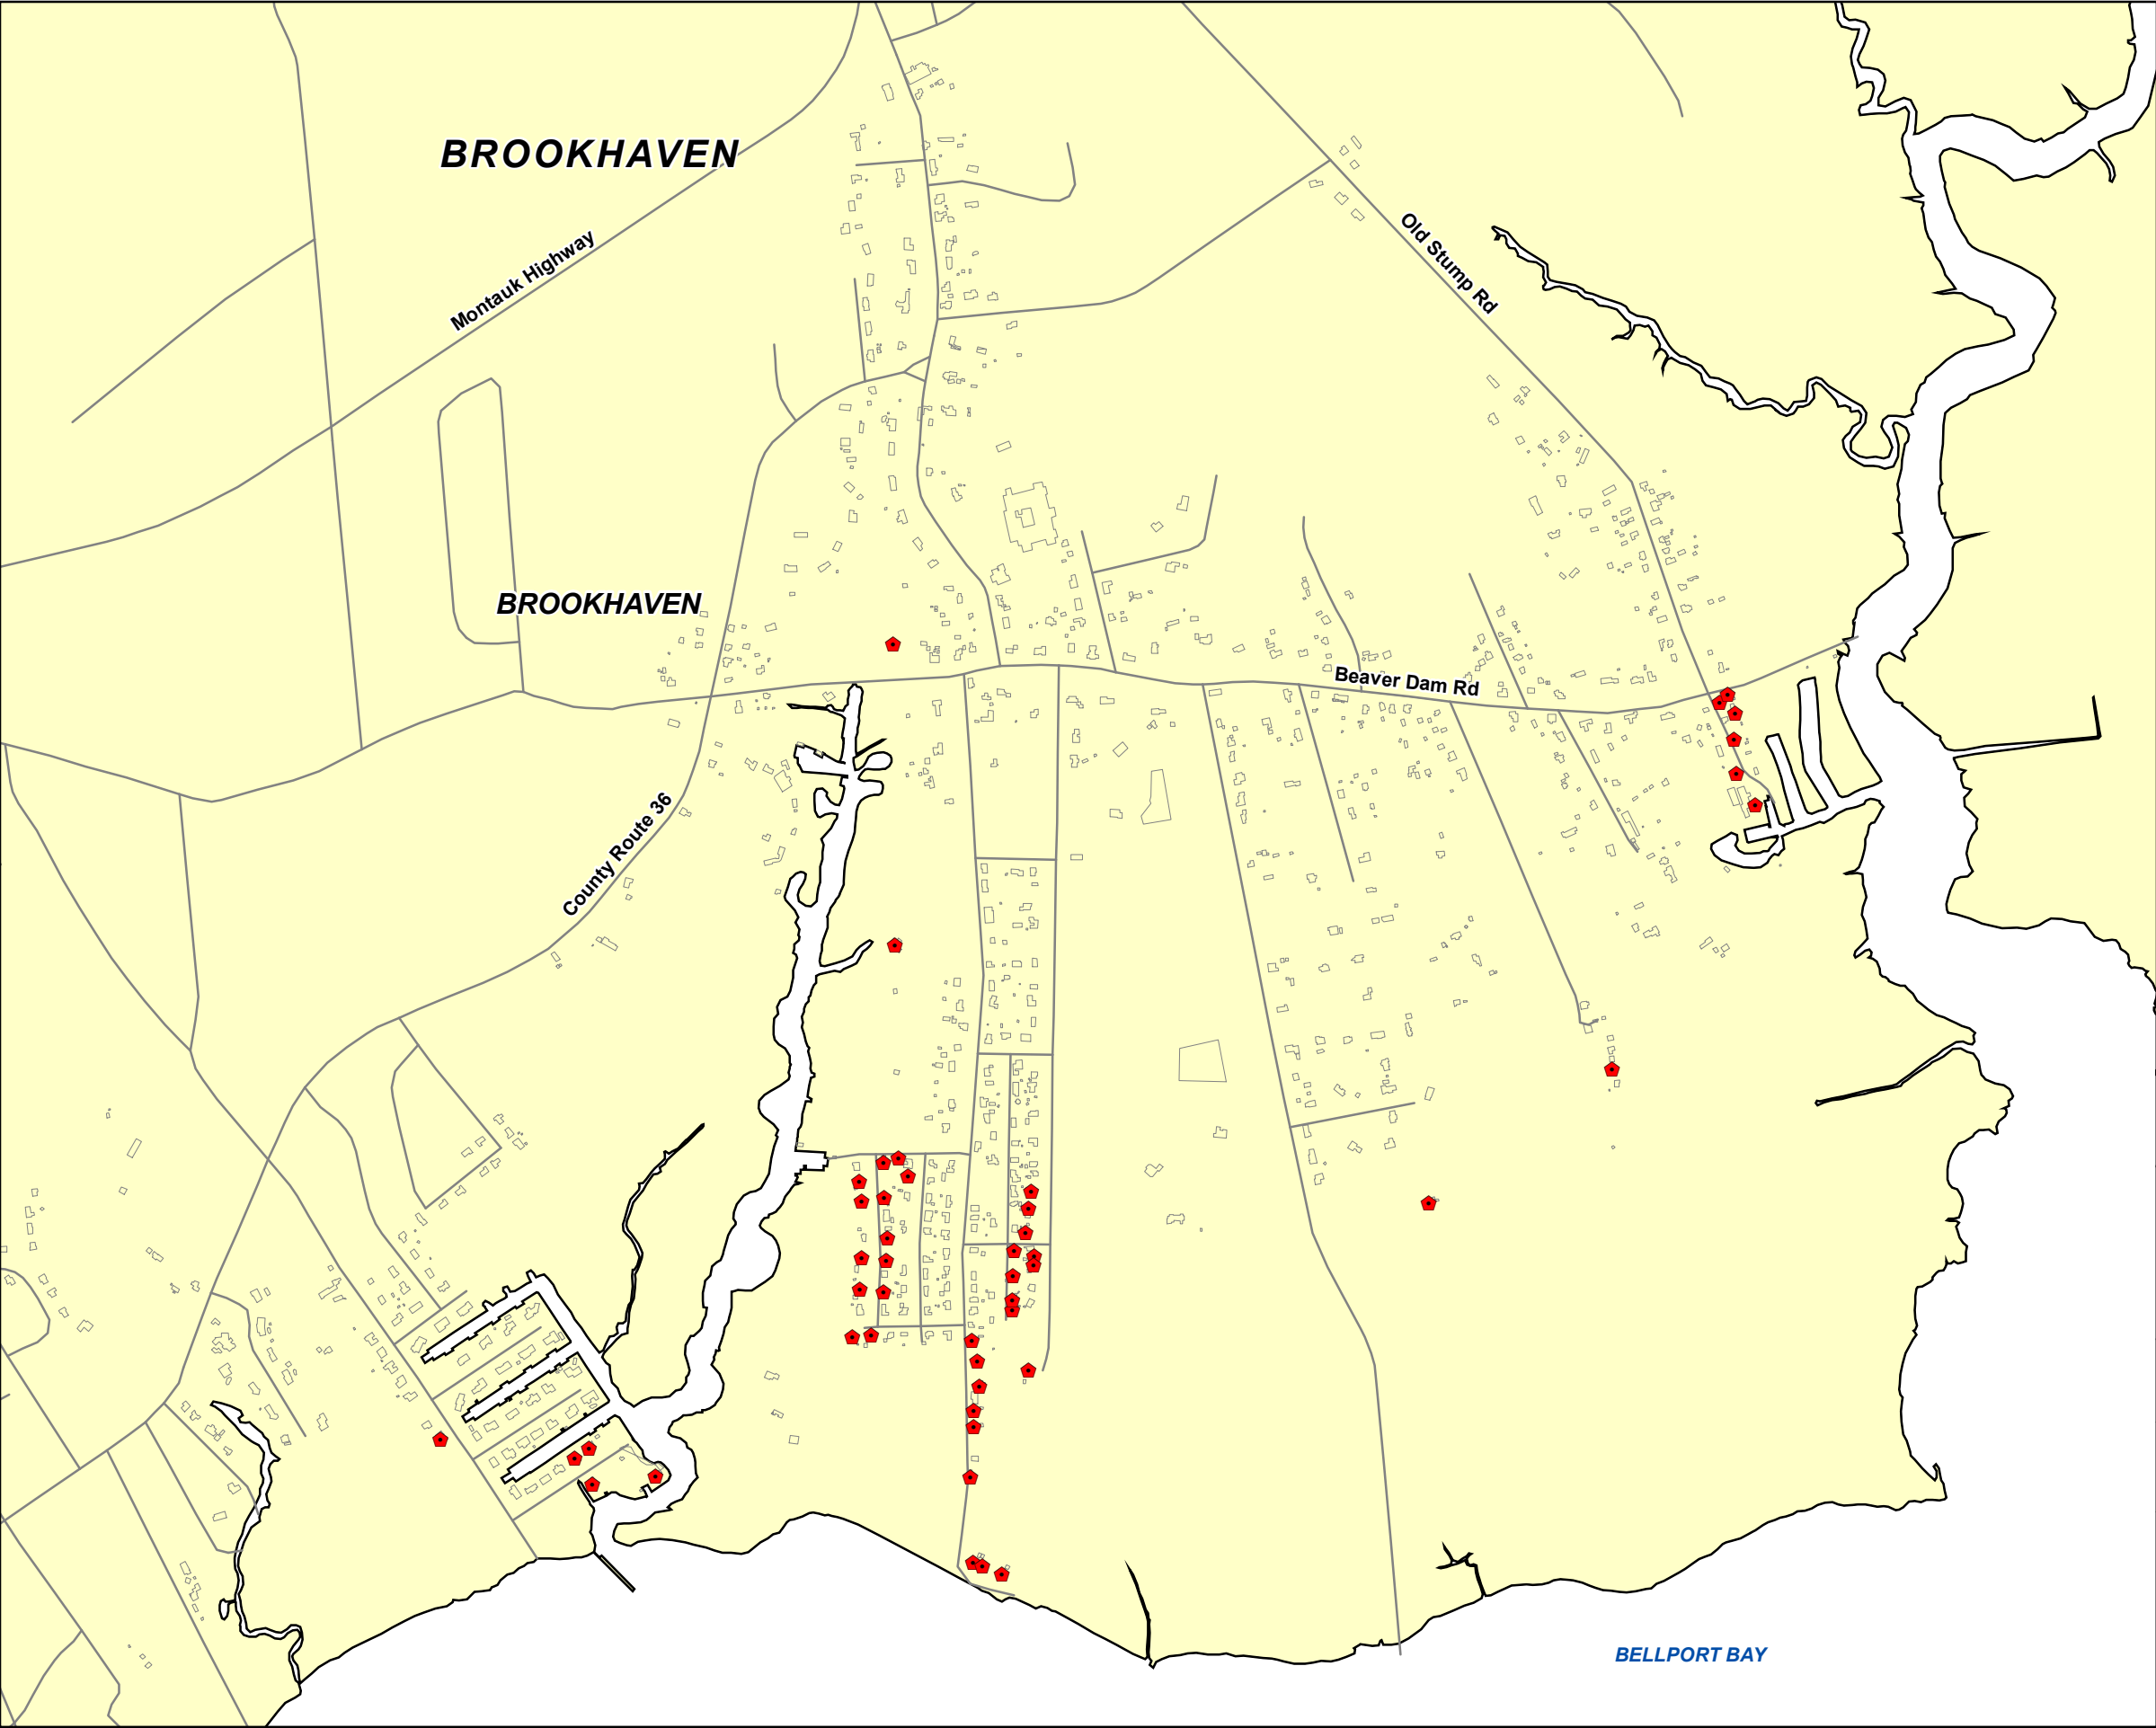 BROOKHAVEN
Montauk Highway
Old Stump Rd
BROOKHAVEN
Beaver Dam Rd
County Route 36
BELLPORT BAY